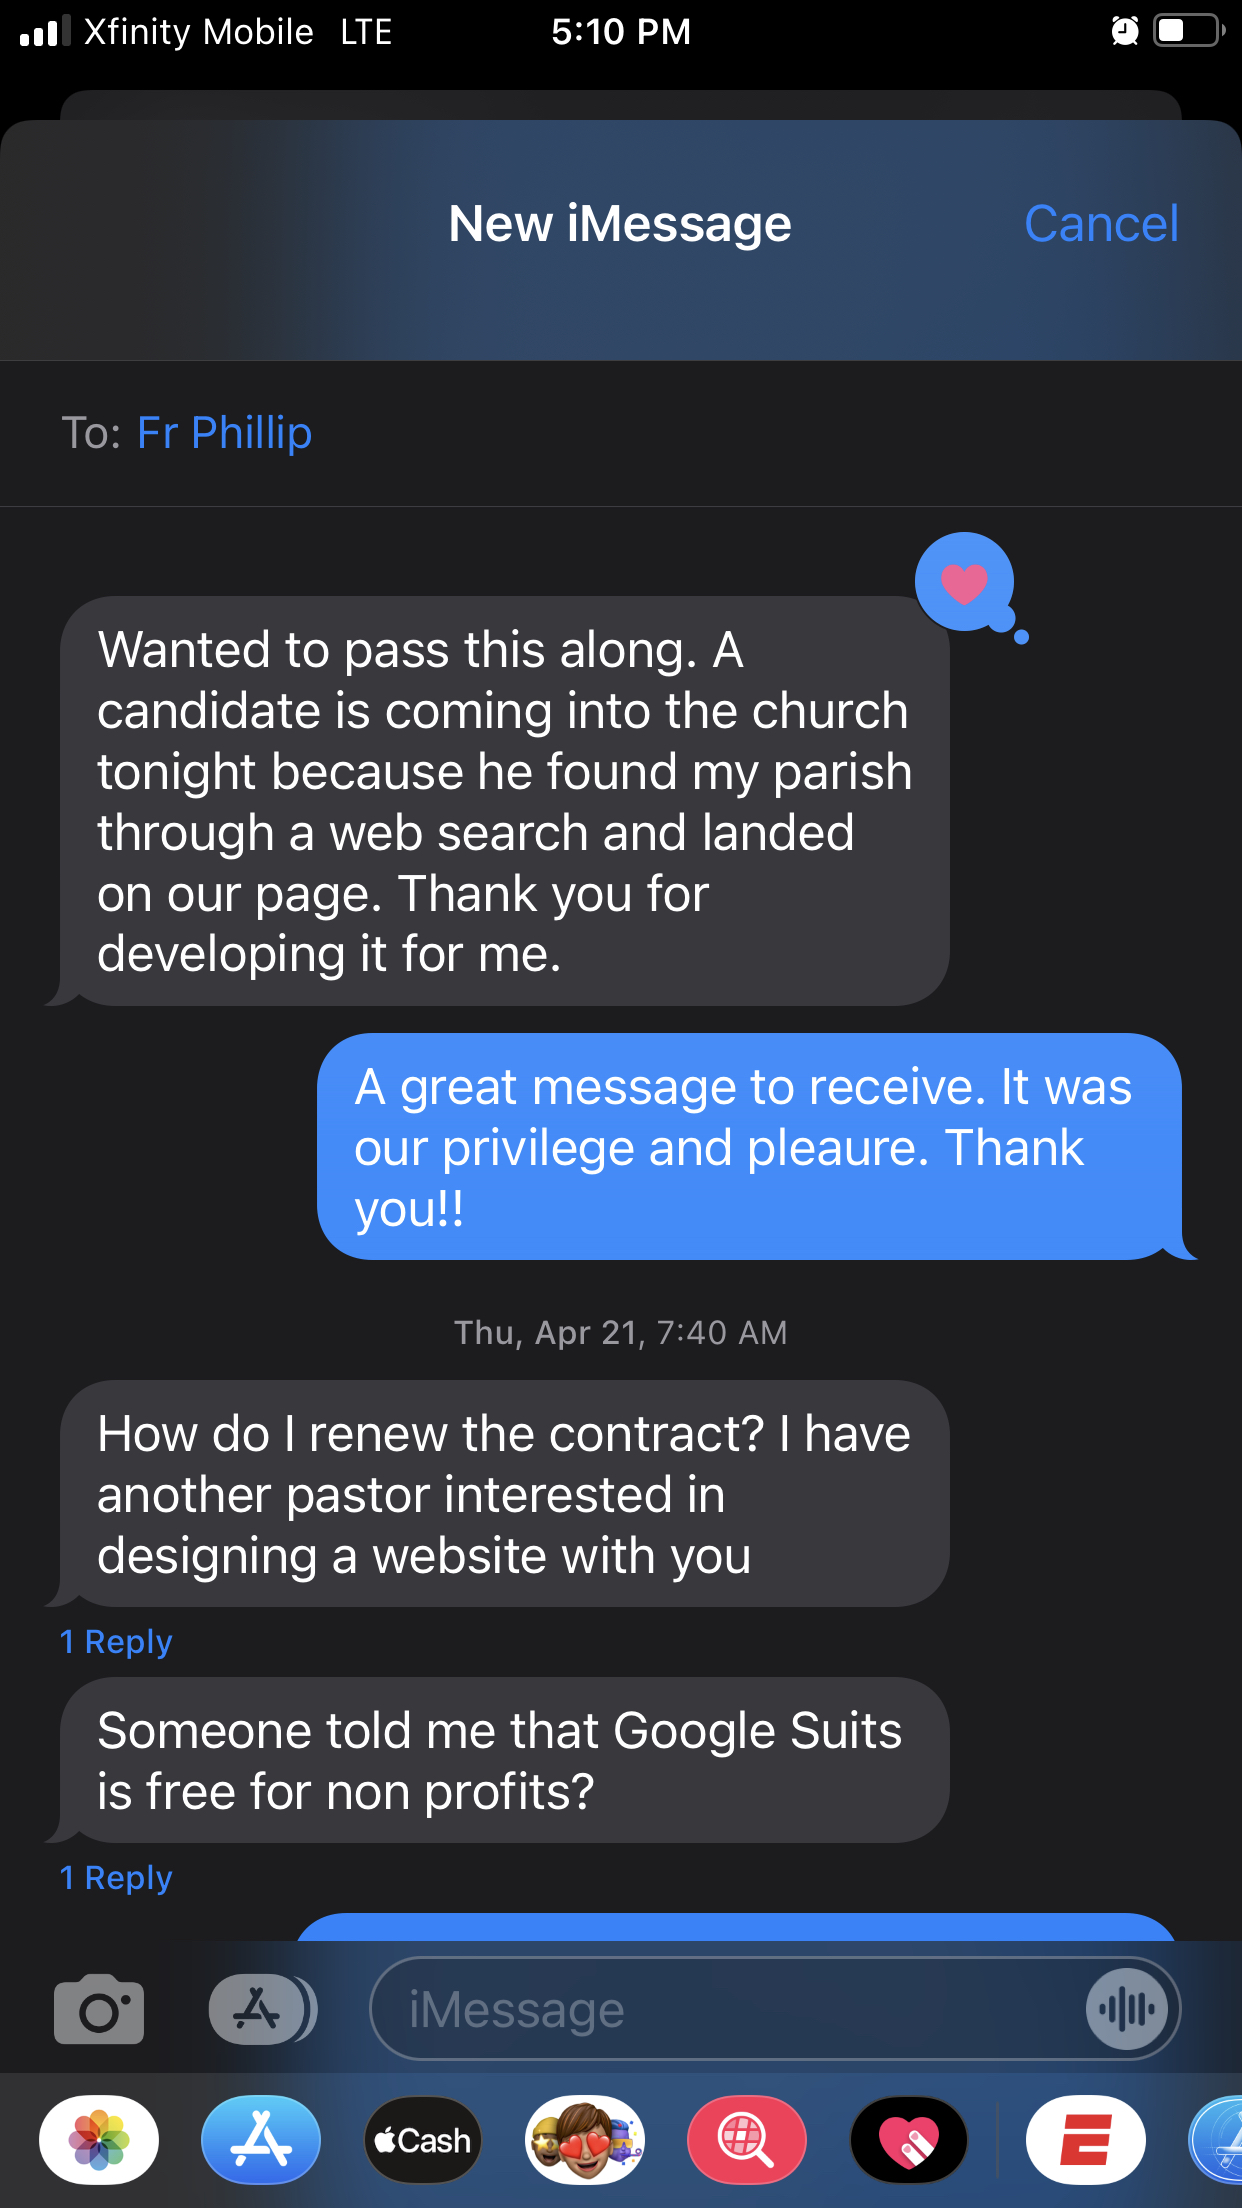 Xfinity Mobile LTE 5:10 PM
New iMessage Cancel
To: Fr Phillip
Wanted to pass this along. A
candidate is coming into the church
tonight because he found my parish
through a web search and landed
on our page. Thank you for
developing it for me.
A great message to receive. It was
our privilege and pleaure. Thank
you!!
Thu, Apr 21, 7:40 AM
How do I renew the contract? I have
another pastor interested in
designing a website with you
1 Reply
Someone told me that Google Suits
is free for non profits?
1 Reply
iMessage
Cash